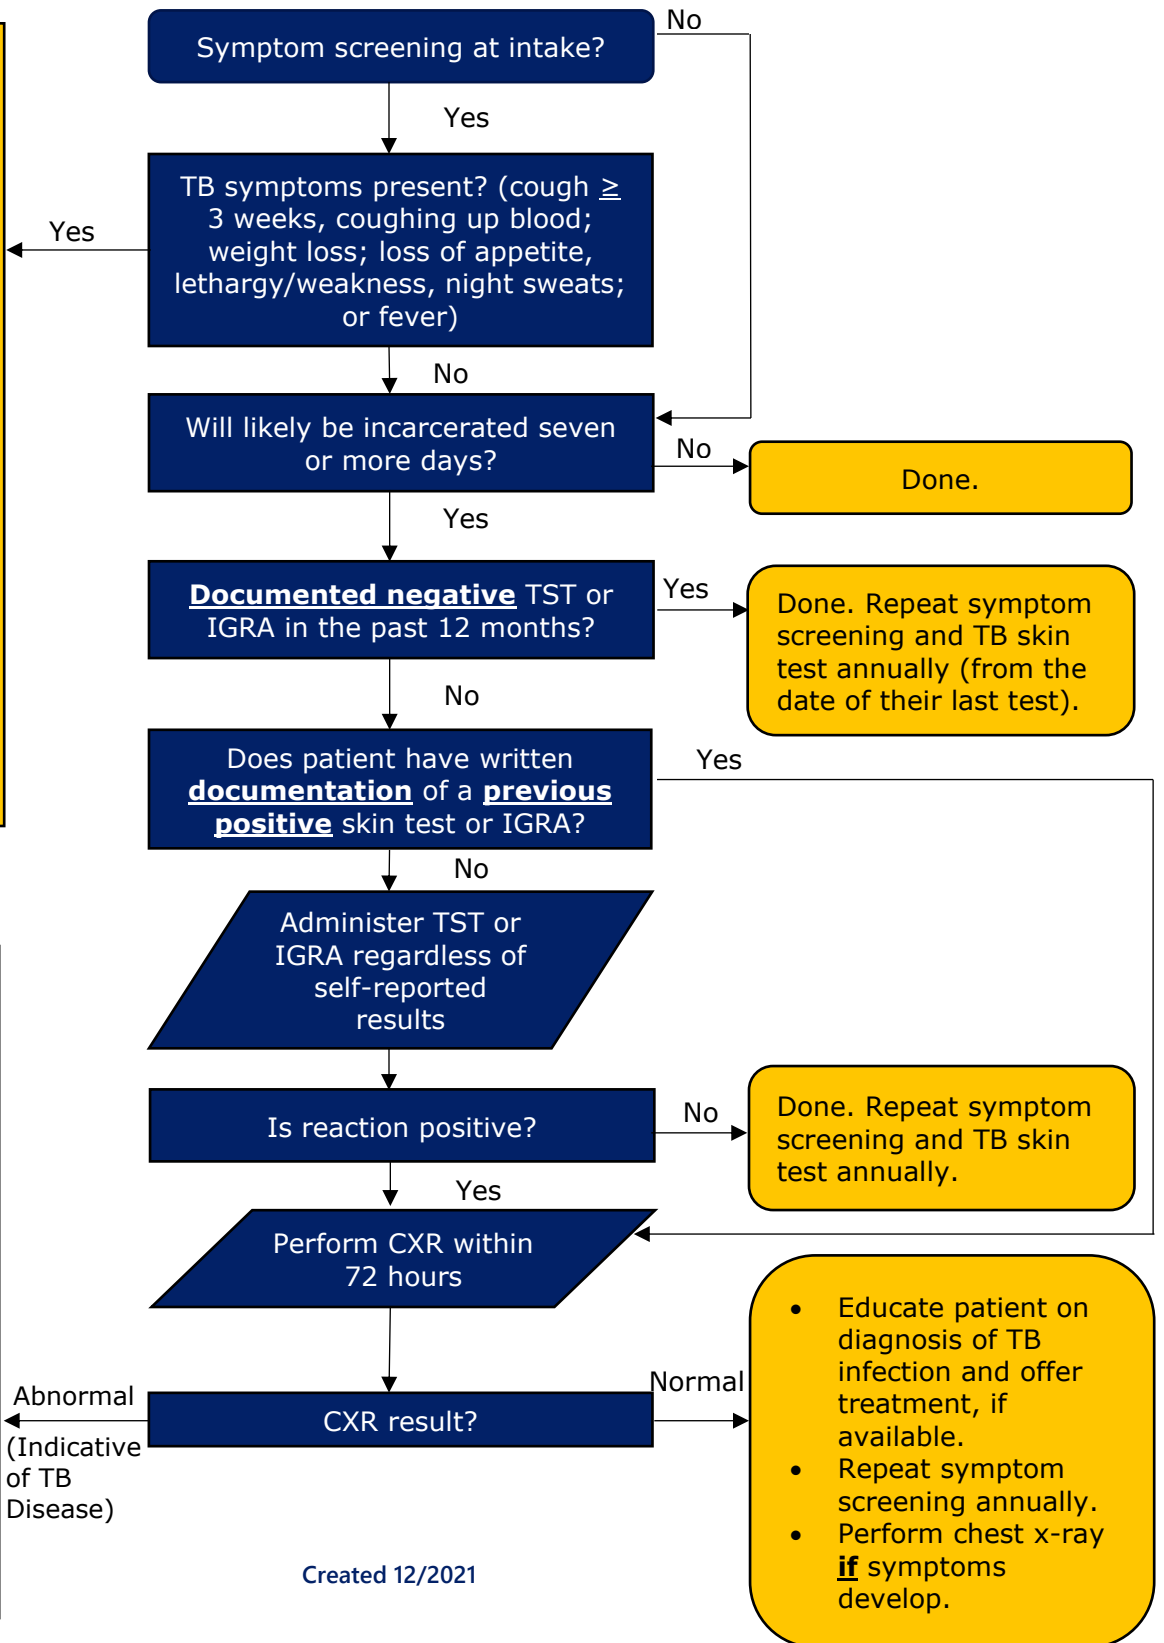 Symptom screening at intake?
No
Yes
TB symptoms present? (cough ≥
3 weeks, coughing up blood;
weight loss; loss of appetite,
lethargy/weakness, night sweats;
or fever)
Yes
No
Will likely be incarcerated seven
or more days?
No
Done.
Yes
Documented negative TST or
IGRA in the past 12 months?
Yes
Done. Repeat symptom
screening and TB skin
test annually (from the
date of their last test).
No
Does patient have written
documentation of a previous
positive skin test or IGRA?
Yes
No
Administer TST or
IGRA regardless of
self-reported
results
Is reaction positive?
No
Done. Repeat symptom
screening and TB skin
test annually.
Yes
Perform CXR within
72 hours
CXR result?
Abnormal
(Indicative
of TB
Disease)
Normal
• Educate patient on
diagnosis of TB
infection and offer
treatment, if
available.
• Repeat symptom
screening annually.
• Perform chest x-ray
if symptoms
develop.
Created 12/2021